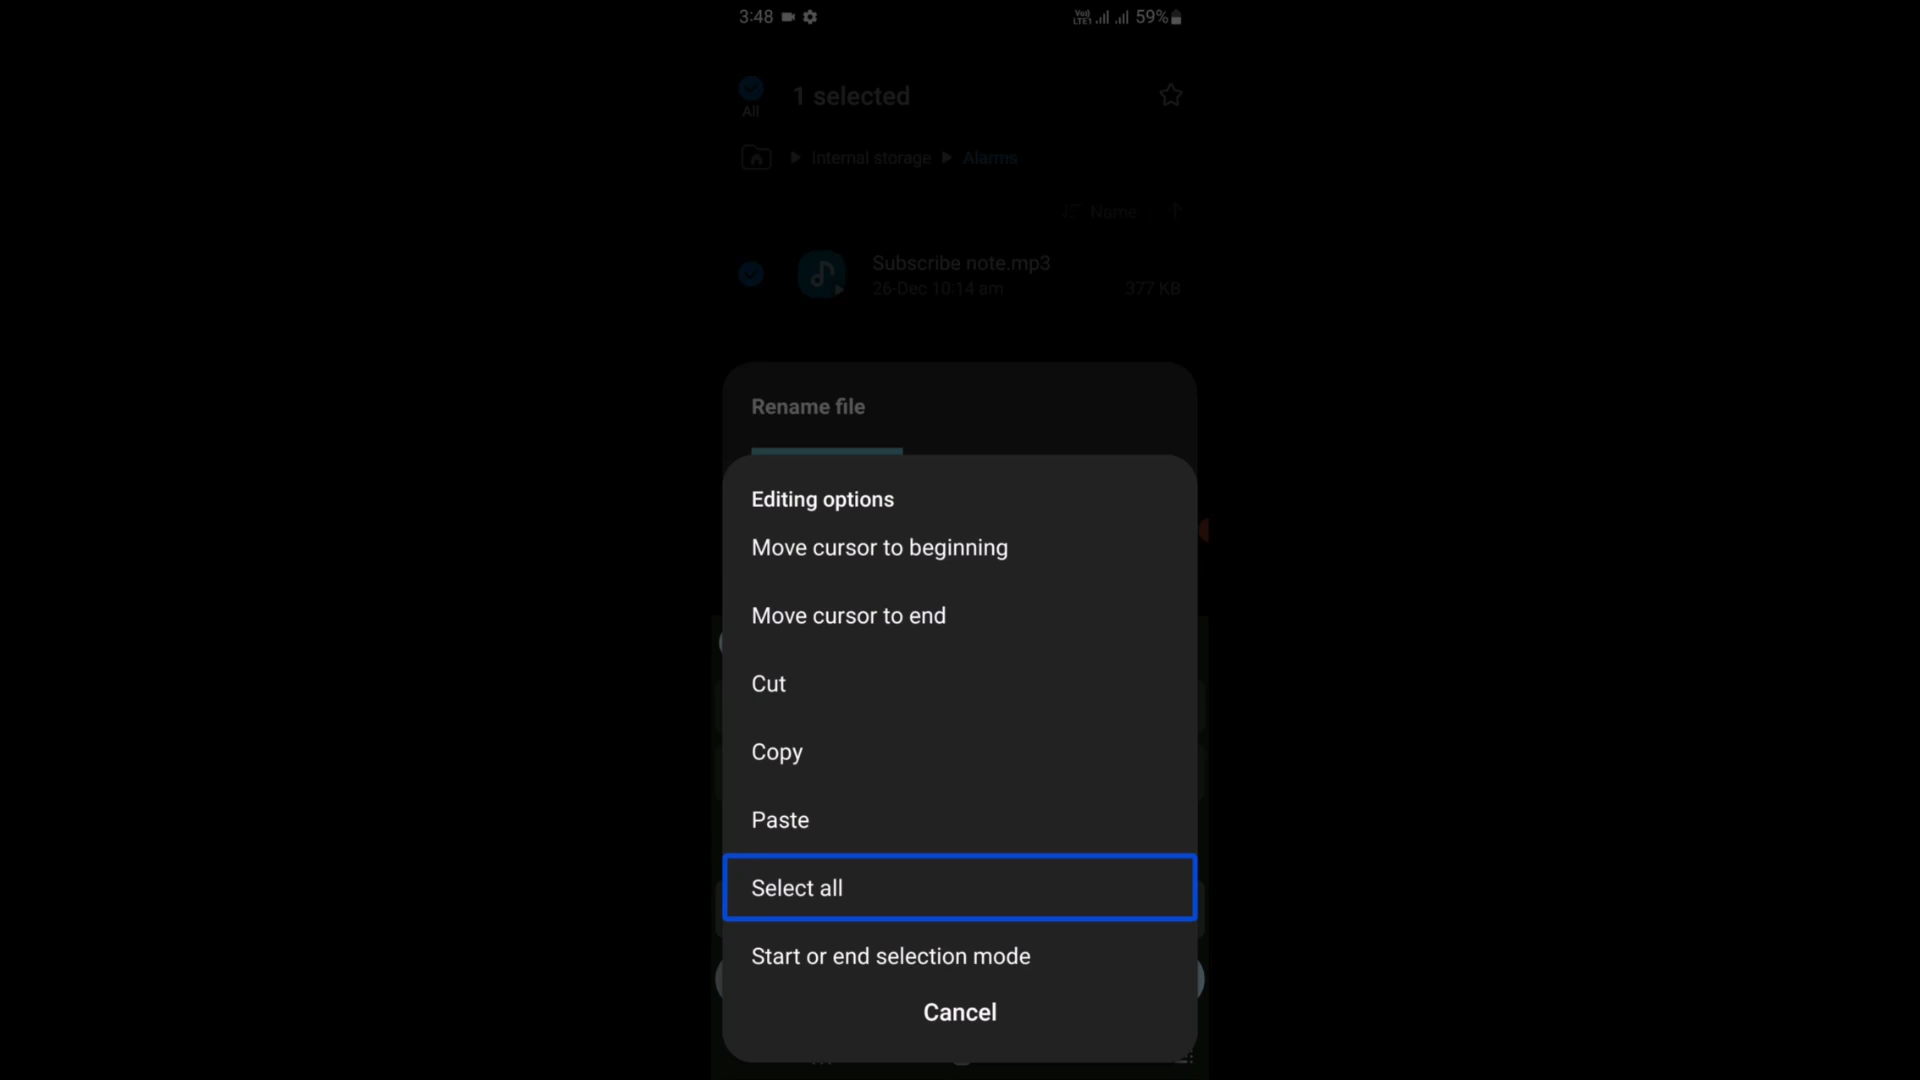 3:48 59%
Vo) LTE1
1 selected
All
Internal storage Alarms
Name
Subscribe note.mp3
26-Dec 10:14 am 377 KB
Rename file
Editing options
Move cursor to beginning
Move cursor to end
Cut
Copy
Paste
Select all
Start or end selection mode
Cancel